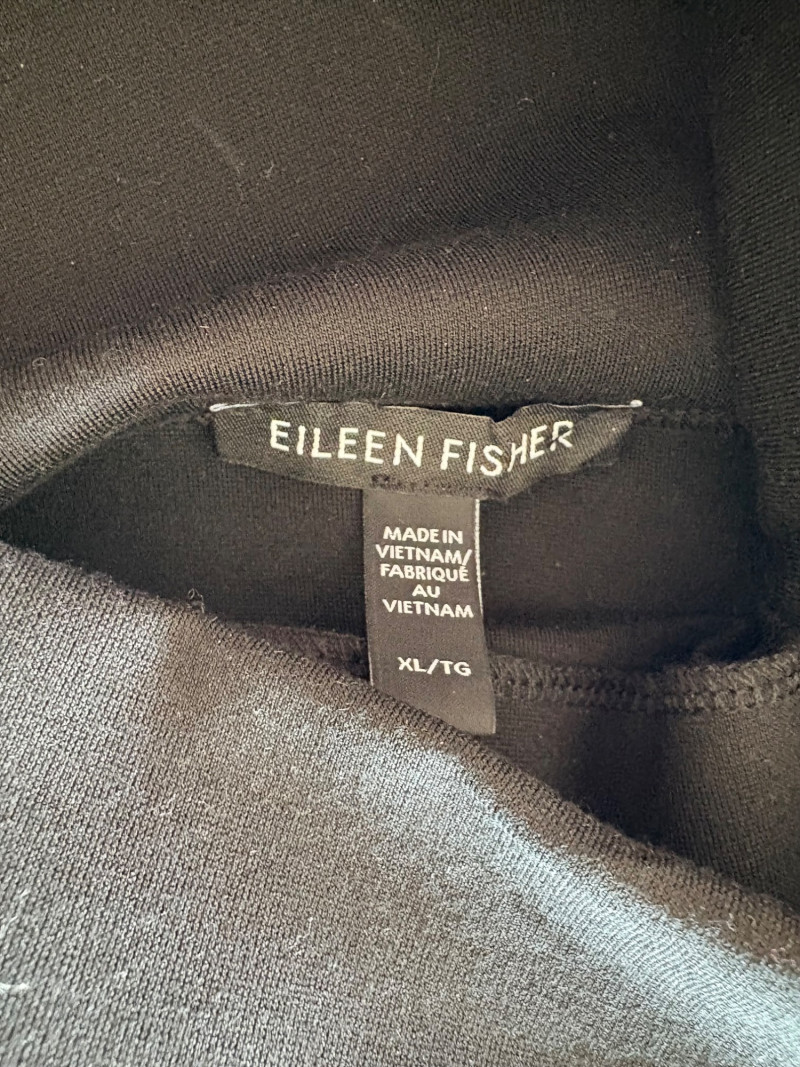 EILEEN FISHER
MADE IN
VIETNAM/
FABRIQUÉ
AU
VIETNAM
XL/TG